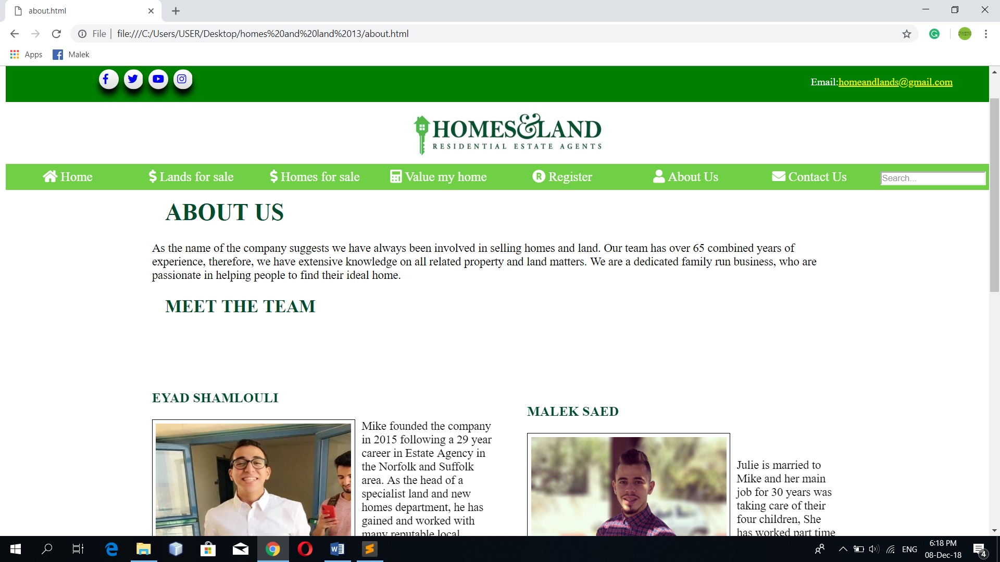 about.html
File
file:///C:/Users/USER/Desktop/homes%20and%20land%2013/about.html
Apps
Malek
Email:homeandlands@gmail.com
HOMES&LAND
RESIDENTIAL ESTATE AGENTS
Home
Lands for sale
Homes for sale
Value my home
Register
About Us
Contact Us
Search...
ABOUT US
As the name of the company suggests we have always been involved in selling homes and land. Our team has over 65 combined years of
experience, therefore, we have extensive knowledge on all related property and land matters. We are a dedicated family run business, who are
passionate in helping people to find their ideal home.
MEET THE TEAM
EYAD SHAMLOULI
Mike founded the company
in 2015 following a 29 year
career in Estate Agency in
the Norfolk and Suffolk
area. As the head of a
specialist land and new
homes department, he has
gained and worked with
many reputable local
MALEK SAED
Julie is married to
Mike and her main
job for 30 years was
taking care of their
four children, She
has worked part time
ENG
6:18 PM
08-Dec-18
4